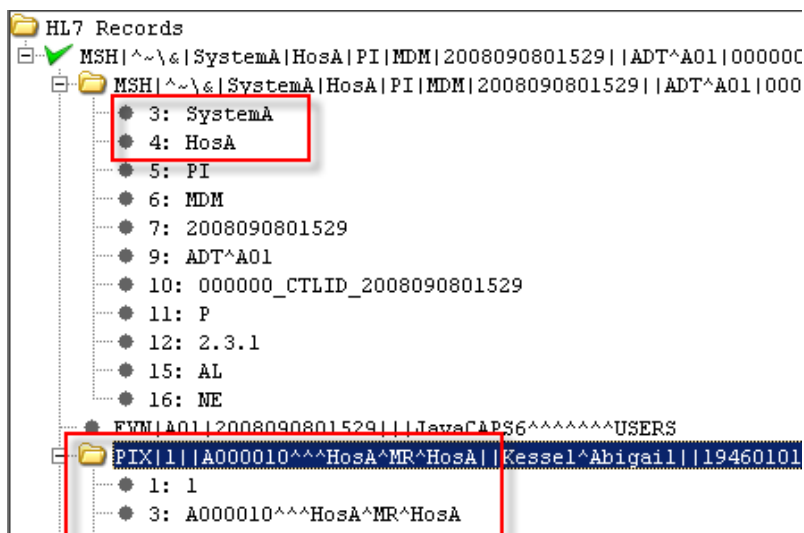 HL7 Records
MSH|^~\&|SystemA|HosA|PI|MDM|2008090801529||ADT^A01|000000
MSH|^~\&|SystemA|HosA|PI|MDM|2008090801529||ADT^A01|000
3: SystemA
4: HosA
5: PI
6: MDM
7: 2008090801529
9: ADT^A01
10: 000000_CTLID_2008090801529
11: P
12: 2.3.1
15: AL
16: NE
EVN|A01|2008090801529|||JavaCAPS6^^^^^^^USERS
PIX|1||A000010^^^HosA^MR^HosA||Kessel^Abigail||19460101
1: 1
3: A000010^^^HosA^MR^HosA